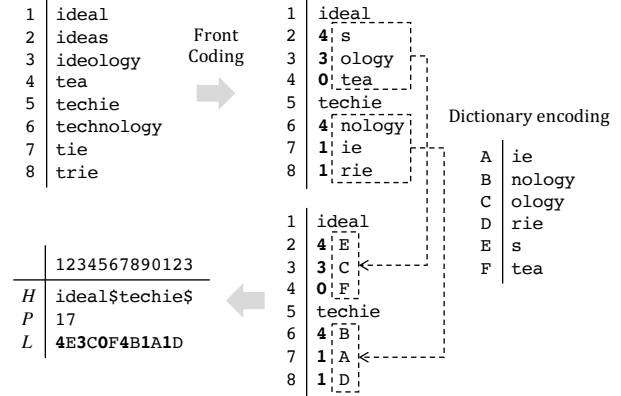 1 ideal
2 ideas
3 ideology
4 tea
5 techie
6 technology
7 tie
8 trie
Front
Coding
1 ideal
2 4 s
3 3 ology
4 0 tea
5 techie
6 4 nology
7 1 ie
8 1 rie
Dictionary encoding
A ie
B nology
C ology
D rie
E s
F tea
1 ideal
2 4 E
3 3 C
4 0 F
5 techie
6 4 B
7 1 A
8 1 D
1234567890123
H ideal$techie$
P 17
L 4E3C0F4B1A1D